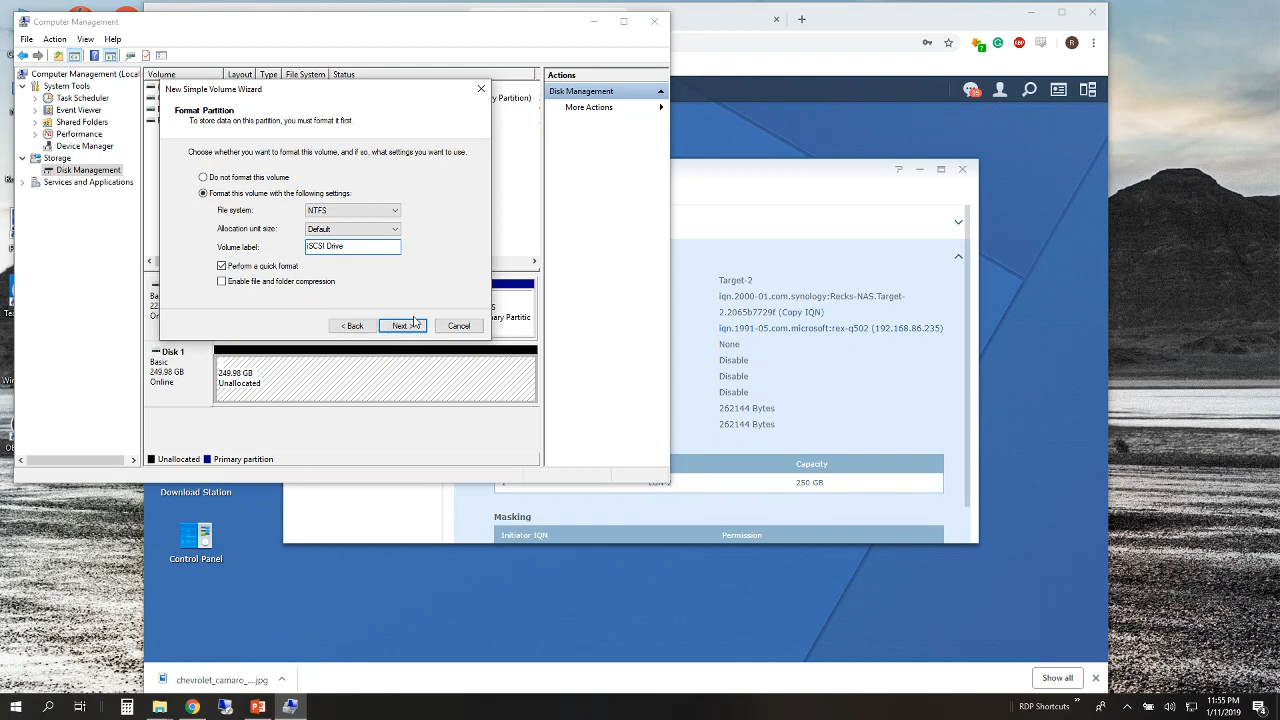 Computer Management
File Action View Help
Computer Management (Local
System Tools
Task Scheduler
Event Viewer
Shared Folders
Performance
Device Manager
Storage
Disk Management
Services and Applications
Volume Layout Type File System Status
y Partition)
New Simple Volume Wizard
Format Partition
To store data on this partition, you must format it first.
Choose whether you want to format this volume, and if so, what settings you want to use.
Do not format this volume
Format this volume with the following settings:
File system: NTFS
Allocation unit size: Default
Volume label: iSCSI Drive
Perform a quick format
Enable file and folder compression
< Back Next > Cancel
Primary Partitic
Disk 1
Basic
249.98 GB
Online
249.98 GB
Unallocated
Unallocated Primary partition
Actions
Disk Management
More Actions
Target-2
iqn.2000-01.com.synology:Recks-NAS.Target-
2.2065b7729f (Copy IQN)
iqn.1991-05.com.microsoft:rex-q502 (192.168.86.235)
None
Disable
Disable
Disable
262144 Bytes
262144 Bytes
Capacity
250 GB
Masking
Initiator IQN Permission
Download Station
Control Panel
chevrolet_camaro_....jpg
Show all
RDP Shortcuts
11:55 PM
1/11/2019